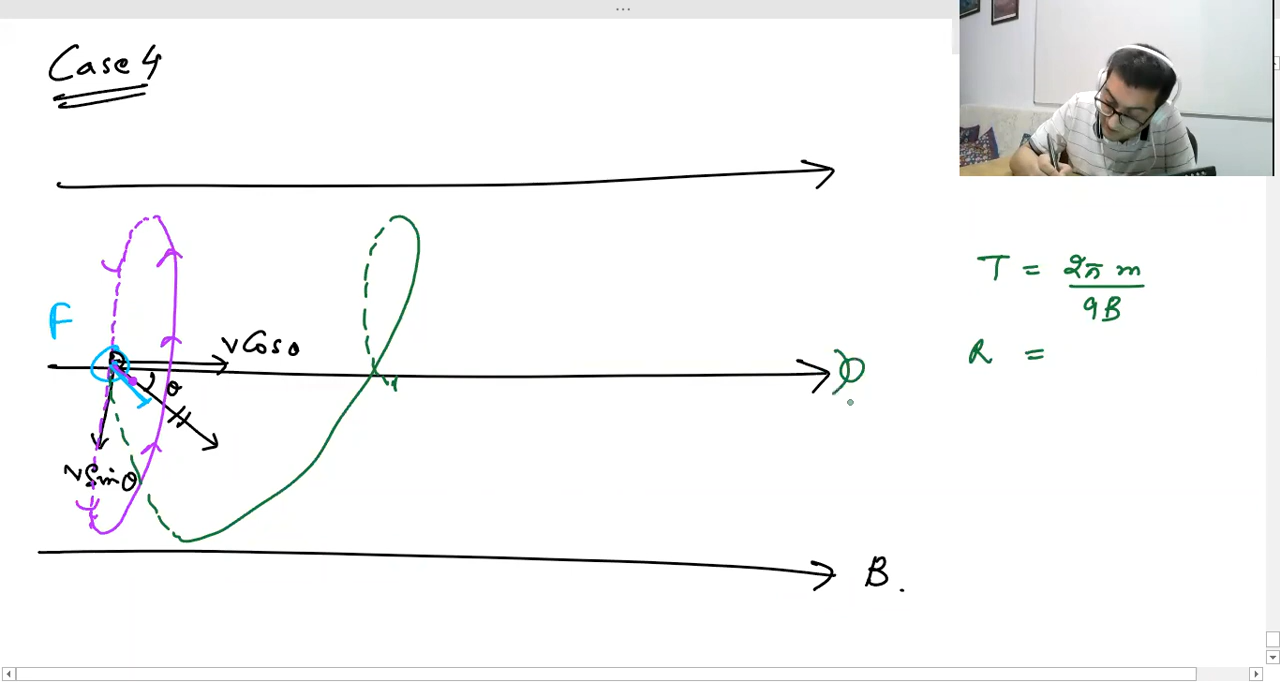 Case 4
F
v Cos θ
θ
v Sin θ
B.
T = 2π m / qB
R =